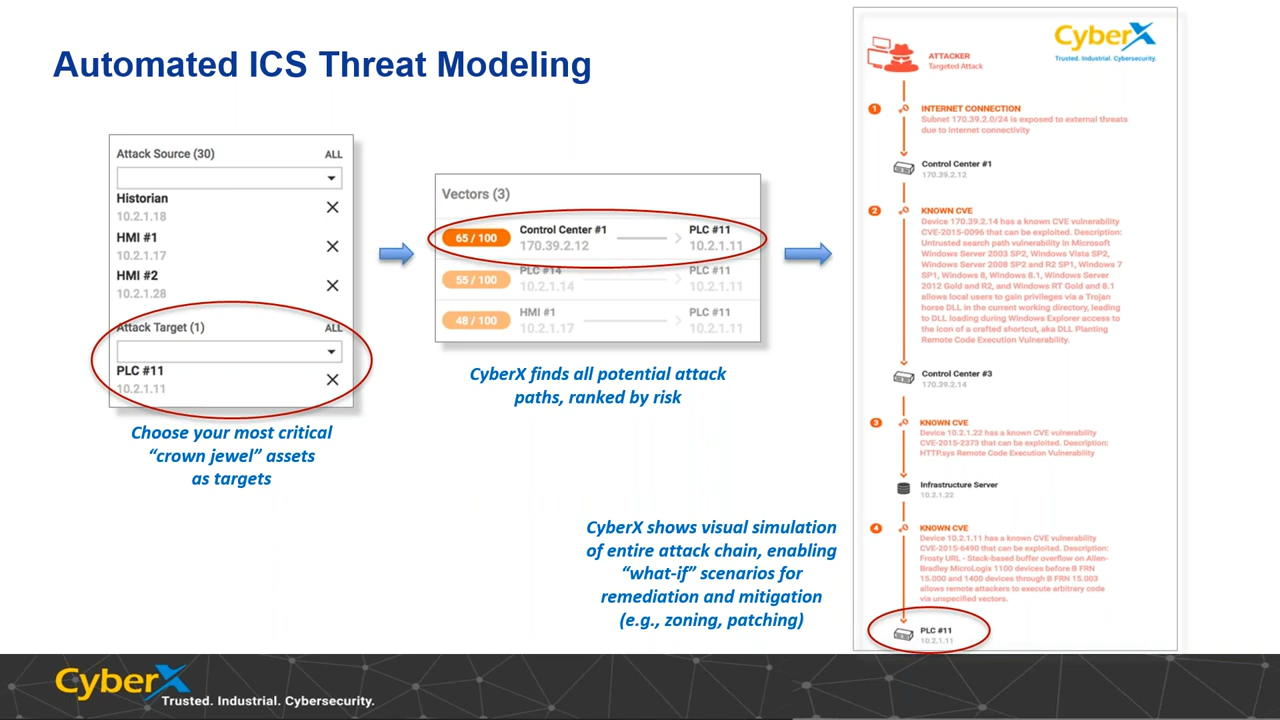 Automated ICS Threat Modeling
Attack Source (30) ALL
Historian
10.2.1.18
HMI #1
10.2.1.17
HMI #2
10.2.1.28
Attack Target (1) ALL
PLC #11
10.2.1.11
Choose your most critical
“crown jewel” assets
as targets
Vectors (3)
65 / 100 Control Center #1 PLC #11
170.39.2.12 10.2.1.11
55 / 100 PLC #14 PLC #11
10.2.1.14 10.2.1.11
48 / 100 HMI #1 PLC #11
10.2.1.17 10.2.1.11
CyberX finds all potential attack
paths, ranked by risk
CyberX shows visual simulation
of entire attack chain, enabling
“what-if” scenarios for
remediation and mitigation
(e.g., zoning, patching)
CyberX
Trusted. Industrial. Cybersecurity.
ATTACKER
Targeted Attack
1 INTERNET CONNECTION
Subnet 170.39.2.0/24 is exposed to external threats
due to internet connectivity
Control Center #1
170.39.2.12
2 KNOWN CVE
Device 170.39.2.14 has a known CVE vulnerability
CVE-2015-0096 that can be exploited. Description:
Untrusted search path vulnerability in Microsoft
Windows Server 2003 SP2, Windows Vista SP2,
Windows Server 2008 SP2 and R2 SP1, Windows 7
SP1, Windows 8, Windows 8.1, Windows Server
2012 Gold and R2, and Windows RT Gold and 8.1
allows local users to gain privileges via a Trojan
horse DLL in the current working directory, leading
to DLL loading during Windows Explorer access to
the icon of a crafted shortcut, aka DLL Planting
Remote Code Execution Vulnerability.
Control Center #3
170.39.2.14
3 KNOWN CVE
Device 10.2.1.22 has a known CVE vulnerability
CVE-2015-2373 that can be exploited. Description:
HTTP.sys Remote Code Execution Vulnerability
Infrastructure Server
10.2.1.22
4 KNOWN CVE
Device 10.2.1.11 has a known CVE vulnerability
CVE-2015-6490 that can be exploited. Description:
Frosty URL - Stack-based buffer overflow on Allen-
Bradley MicroLogix 1100 devices before B FRN
15.000 and 1400 devices through B FRN 15.003
allows remote attackers to execute arbitrary code
via unspecified vectors.
PLC #11
10.2.1.11
CyberX
Trusted. Industrial. Cybersecurity.